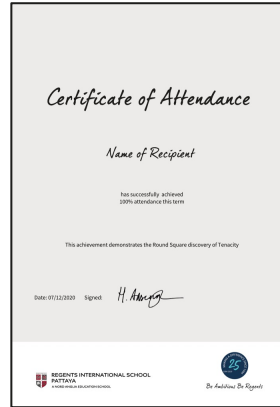 Certificate of Attendance
Name of Recipient
has successfully achieved
100% attendance this term
This achievement demonstrates the Round Square discovery of Tenacity
Date: 07/12/2020 Signed:
REGENTS INTERNATIONAL SCHOOL
PATTAYA
A NORD ANGLIA EDUCATION SCHOOL
25
Be Ambitious Be Regents